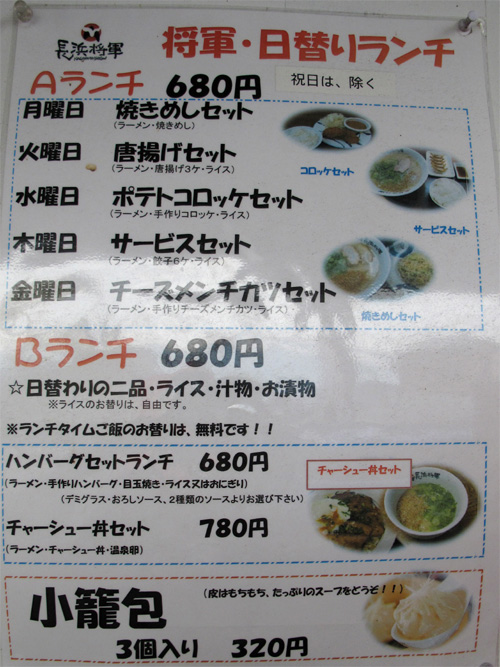 長浜将軍
将軍・日替りランチ
Aランチ 680円
祝日は、除く
月曜日 焼きめしセット
(ラーメン・焼きめし)
火曜日 唐揚げセット
(ラーメン・唐揚げ3ケ・ライス)
コロッケセット
水曜日 ポテトコロッケセット
(ラーメン・手作りコロッケ・ライス)
サービスセット
木曜日 サービスセット
(ラーメン・餃子6ケ・ライス)
金曜日 チースメンチカツセット
(ラーメン・手作りチーズメンチカツ・ライス)
焼きめしセット
Bランチ 680円
☆日替わりの二品・ライス・汁物・お漬物
※ライスのお替りは、自由です。
※ランチタイムご飯のお替りは、無料です!!
ハンバーグセットランチ 680円
(ラーメン・手作りハンバーグ・目玉焼き・ライス又はおにぎり)
(デミグラス・おろしソース、2種類のソースよりお選び下さい)
チャーシュー丼セット
長浜将軍
チャーシュー丼セット 780円
(ラーメン・チャーシュー丼・温泉卵)
小籠包
(皮はもちもち、たっぷりのスープをどうぞ!!)
3個入り 320円